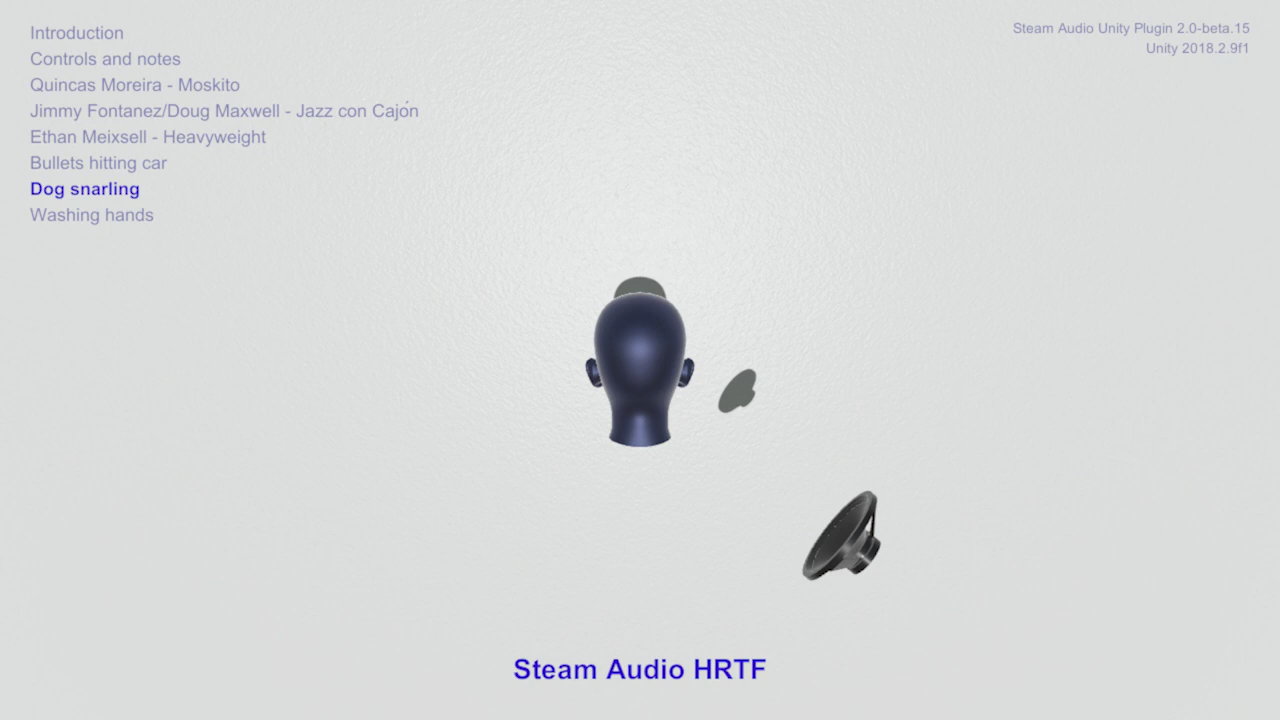 Introduction
Controls and notes
Quincas Moreira - Moskito
Jimmy Fontanez/Doug Maxwell - Jazz con Cajón
Ethan Meixsell - Heavyweight
Bullets hitting car
Dog snarling
Washing hands
Steam Audio Unity Plugin 2.0-beta.15
Unity 2018.2.9f1
Steam Audio HRTF